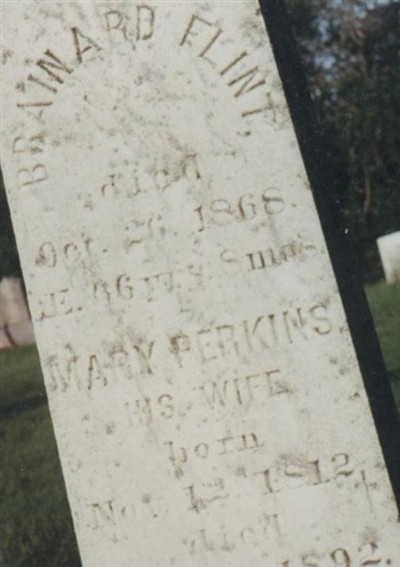 BRAINARD FLINT,
died
Oct. 26, 1868.
Æ. 66 yrs. 8 mos.
MARY PERKINS,
HIS WIFE
born
Nov. 12, 1812,
died
1892.